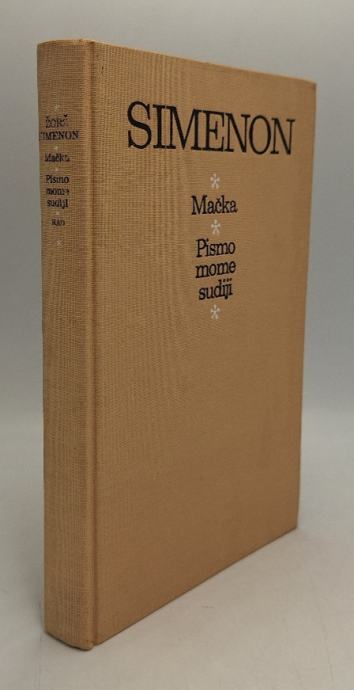 SIMENON
Mačka
Pismo
mome
sudiji
ŽORŽ
SIMENON
Mačka
Pismo
mome
sudiji
RAD